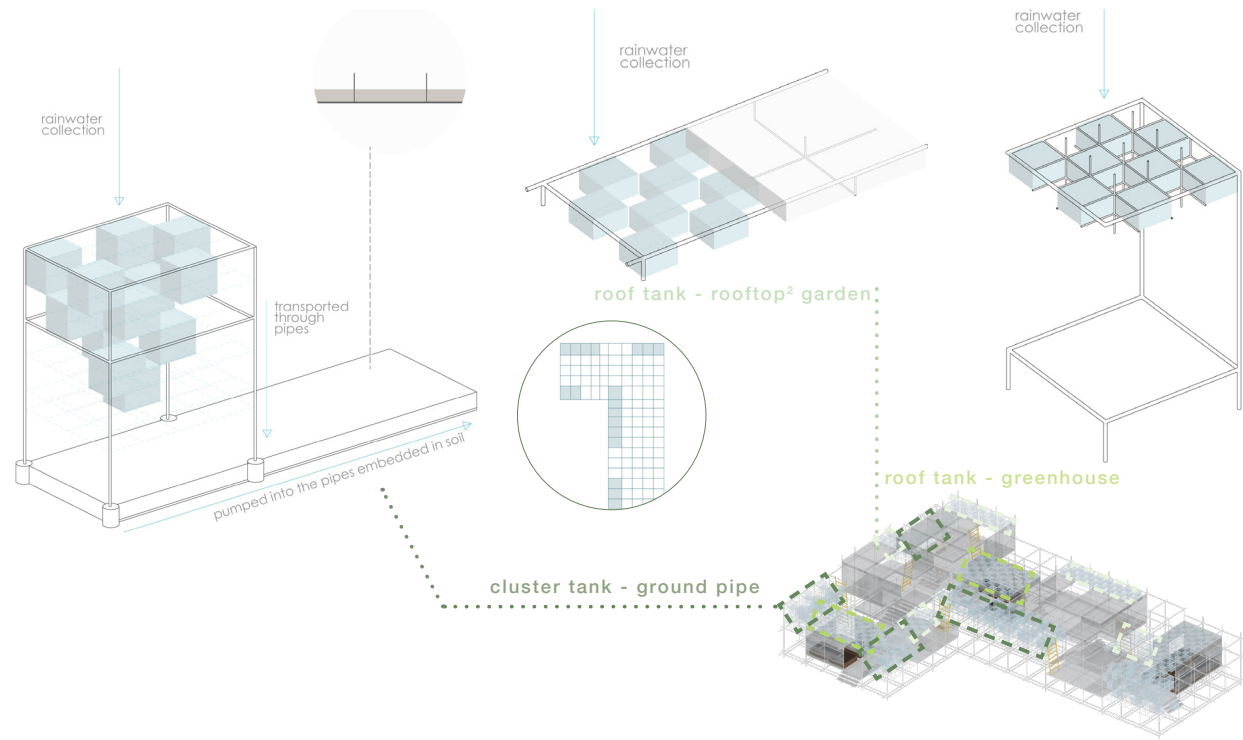 rainwater
collection
rainwater
collection
rainwater
collection
transported
through
pipes
roof tank - rooftop² garden
pumped into the pipes embedded in soil
roof tank - greenhouse
cluster tank - ground pipe